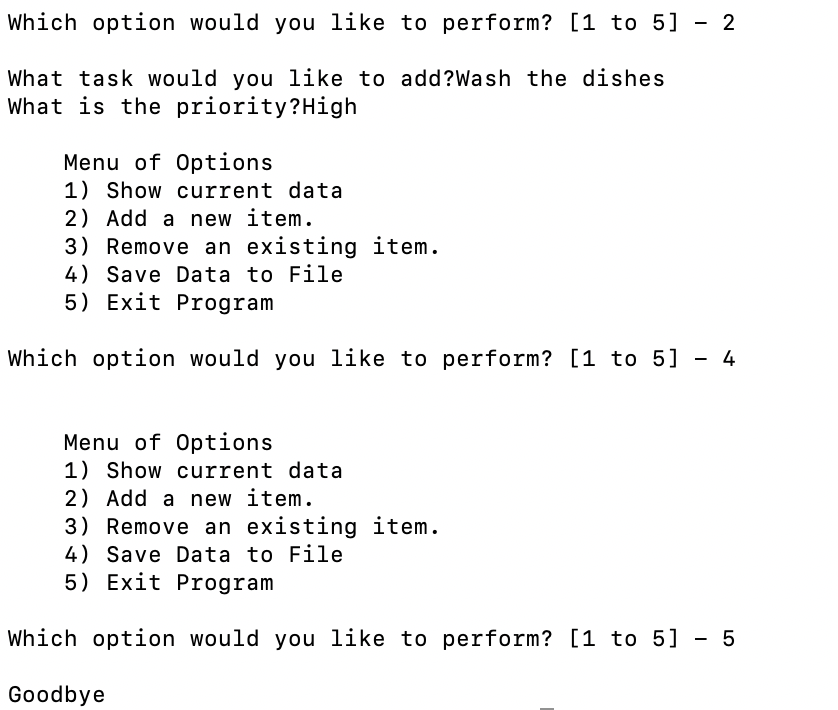 Which option would you like to perform? [1 to 5] – 2
What task would you like to add?Wash the dishes
What is the priority?High
Menu of Options
1) Show current data
2) Add a new item.
3) Remove an existing item.
4) Save Data to File
5) Exit Program
Which option would you like to perform? [1 to 5] – 4
Menu of Options
1) Show current data
2) Add a new item.
3) Remove an existing item.
4) Save Data to File
5) Exit Program
Which option would you like to perform? [1 to 5] – 5
Goodbye